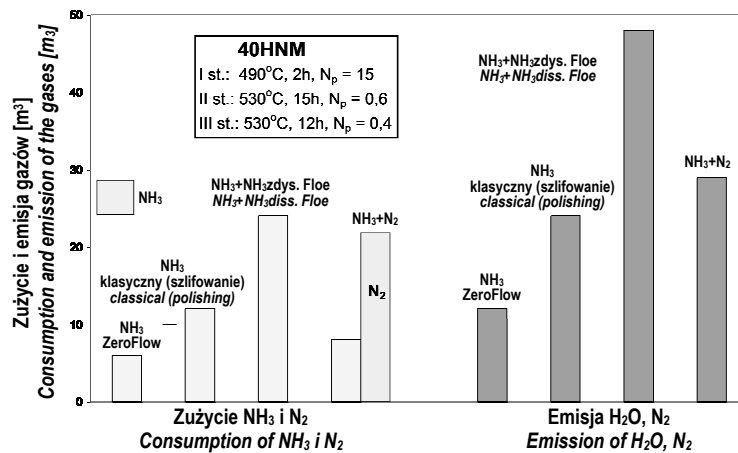 Zużycie i emisja gazów [m³]
Consumption and emission of the gases [m₃]
50
40
30
20
10
0
40HNM
I st.: 490°C, 2h, Nₚ = 15
II st.: 530°C, 15h, Nₚ = 0,6
III st.: 530°C, 12h, Nₚ = 0,4
NH₃
NH₃
ZeroFlow
NH₃
klasyczny (szlifowanie)
classical (polishing)
NH₃+NH₃zdys. Floe
NH₃+NH₃diss. Floe
NH₃+N₂
N₂
NH₃
ZeroFlow
NH₃
klasyczny (szlifowanie)
classical (polishing)
NH₃+NH₃zdys. Floe
NH₃+NH₃diss. Floe
NH₃+N₂
Zużycie NH₃ i N₂
Consumption of NH₃ i N₂
Emisja H₂O, N₂
Emission of H₂O, N₂